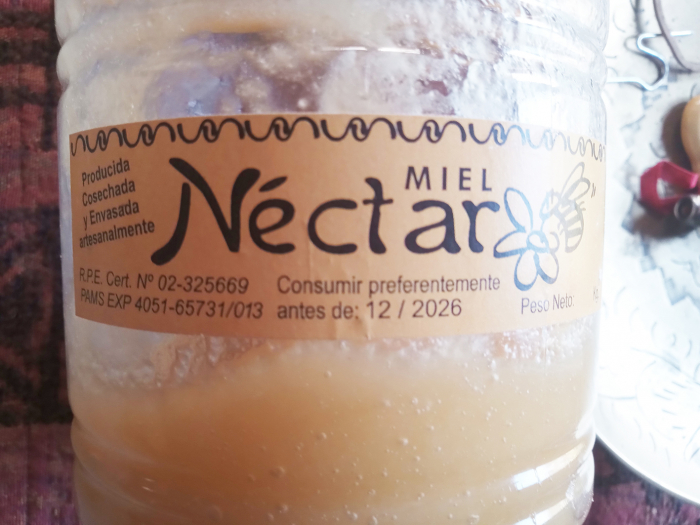 Producida
Cosechada
y Envasada
artesanalmente
MIEL
Néctar
R.P.E. Cert. Nº 02-325669
PAMS EXP 4051-65731/013
Consumir preferentemente
antes de: 12 / 2026
Peso Neto: